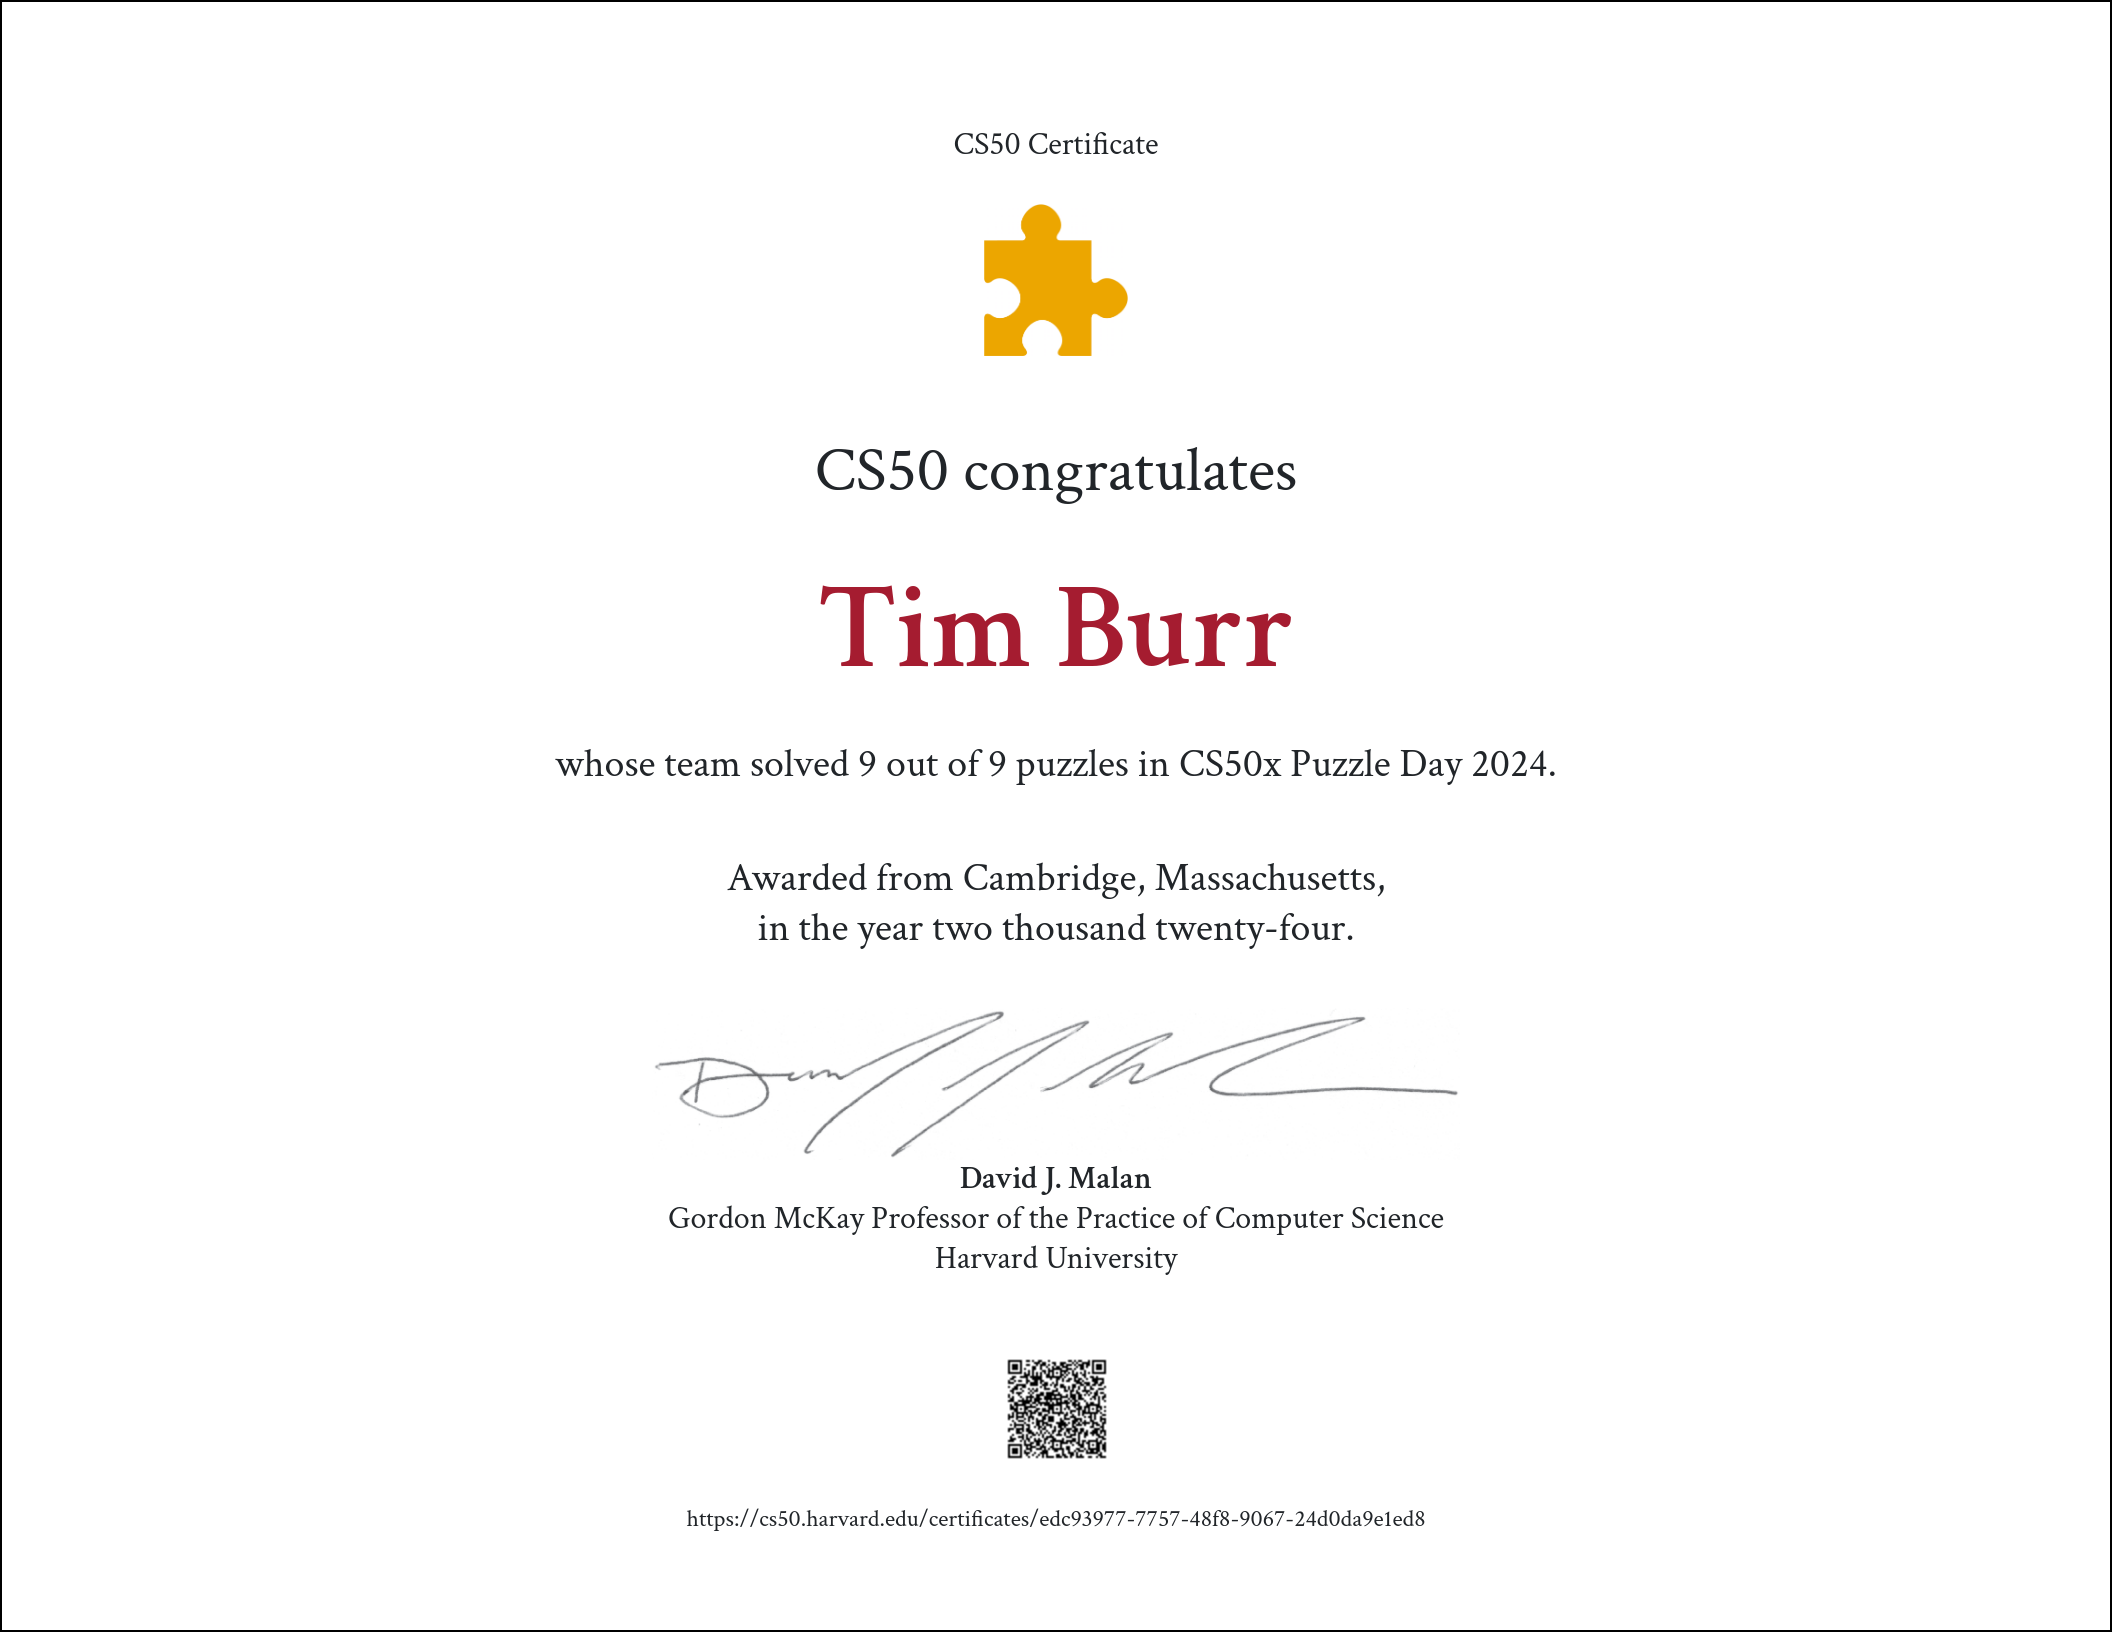 CS50 Certificate
CS50 congratulates
Tim Burr
whose team solved 9 out of 9 puzzles in CS50x Puzzle Day 2024.
Awarded from Cambridge, Massachusetts,
in the year two thousand twenty-four.
David J. Malan
Gordon McKay Professor of the Practice of Computer Science
Harvard University
https://cs50.harvard.edu/certificates/edc93977-7757-48f8-9067-24d0da9e1ed8